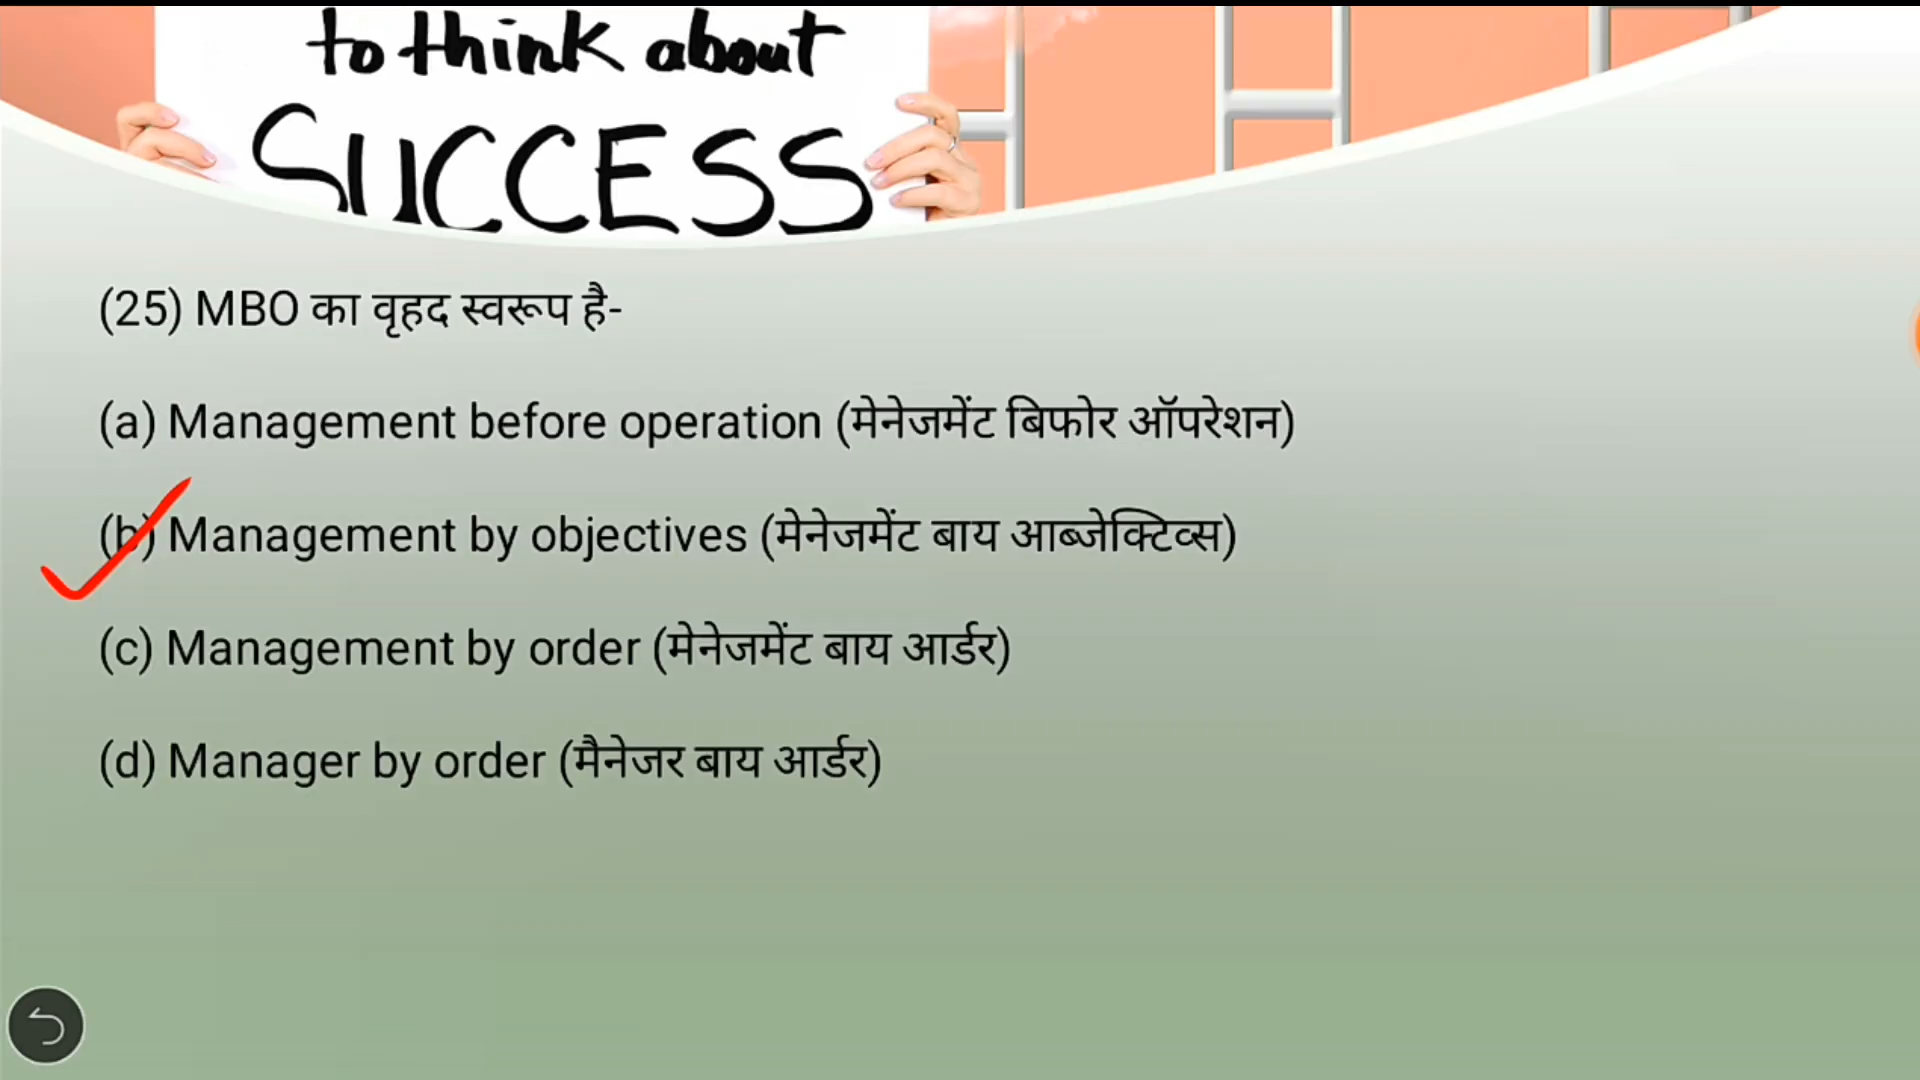 to think about
SUCCESS
(25) MBO का वृहद स्वरूप है-
(a) Management before operation (मेनेजमेंट बिफोर ऑपरेशन)
(b) Management by objectives (मेनेजमेंट बाय आब्जेक्टिव्स)
(c) Management by order (मेनेजमेंट बाय आर्डर)
(d) Manager by order (मैनेजर बाय आर्डर)